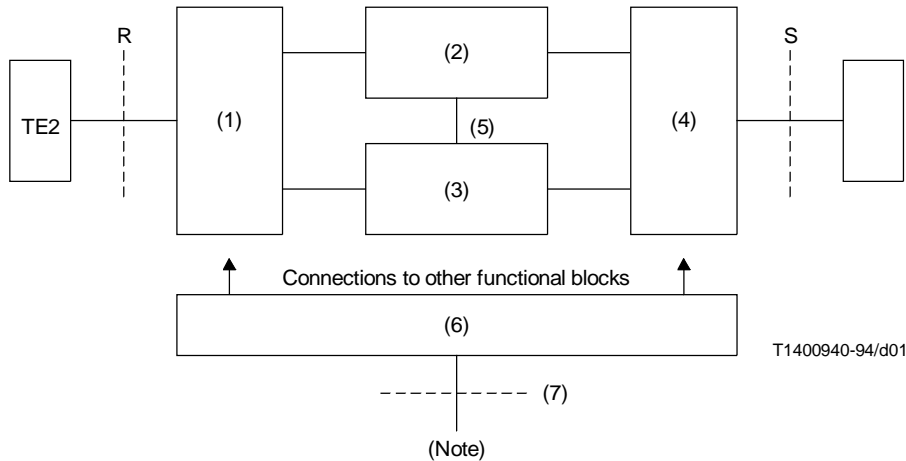 R
S
TE2
(1)
(2)
(5)
(3)
(4)
Connections to other functional blocks
(6)
T1400940-94/d01
(7)
(Note)